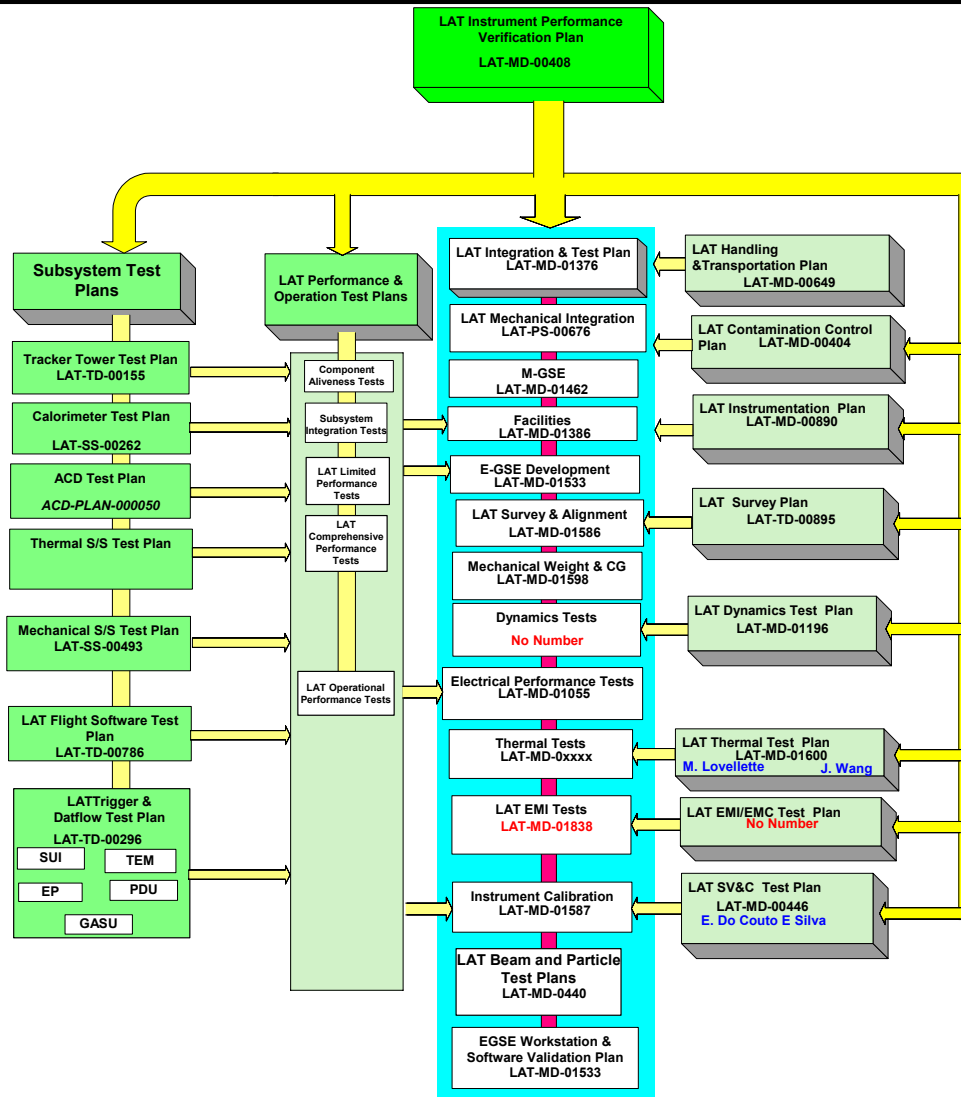 LAT Instrument Performance
Verification Plan
LAT-MD-00408
Subsystem Test
Plans
Tracker Tower Test Plan
LAT-TD-00155
Calorimeter Test Plan
LAT-SS-00262
ACD Test Plan
ACD-PLAN-000050
Thermal S/S Test Plan
Mechanical S/S Test Plan
LAT-SS-00493
LAT Flight Software Test
Plan
LAT-TD-00786
LATTrigger &
Datflow Test Plan
LAT-TD-00296
SUI
TEM
EP
PDU
GASU
LAT Performance &
Operation Test Plans
Component
Aliveness Tests
Subsystem
Integration Tests
LAT Limited
Performance
Tests
LAT
Comprehensive
Performance
Tests
LAT Operational
Performance Tests
LAT Integration & Test Plan
LAT-MD-01376
LAT Mechanical Integration
LAT-PS-00676
M-GSE
LAT-MD-01462
Facilities
LAT-MD-01386
E-GSE Development
LAT-MD-01533
LAT Survey & Alignment
LAT-MD-01586
Mechanical Weight & CG
LAT-MD-01598
Dynamics Tests
No Number
Electrical Performance Tests
LAT-MD-01055
Thermal Tests
LAT-MD-0xxxx
LAT EMI Tests
LAT-MD-01838
Instrument Calibration
LAT-MD-01587
LAT Beam and Particle
Test Plans
LAT-MD-0440
EGSE Workstation &
Software Validation Plan
LAT-MD-01533
LAT Handling
&Transportation Plan
LAT-MD-00649
LAT Contamination Control
Plan LAT-MD-00404
LAT Instrumentation Plan
LAT-MD-00890
LAT Survey Plan
LAT-TD-00895
LAT Dynamics Test Plan
LAT-MD-01196
LAT Thermal Test Plan
LAT-MD-01600
M. Lovellette J. Wang
LAT EMI/EMC Test Plan
No Number
LAT SV&C Test Plan
LAT-MD-00446
E. Do Couto E Silva